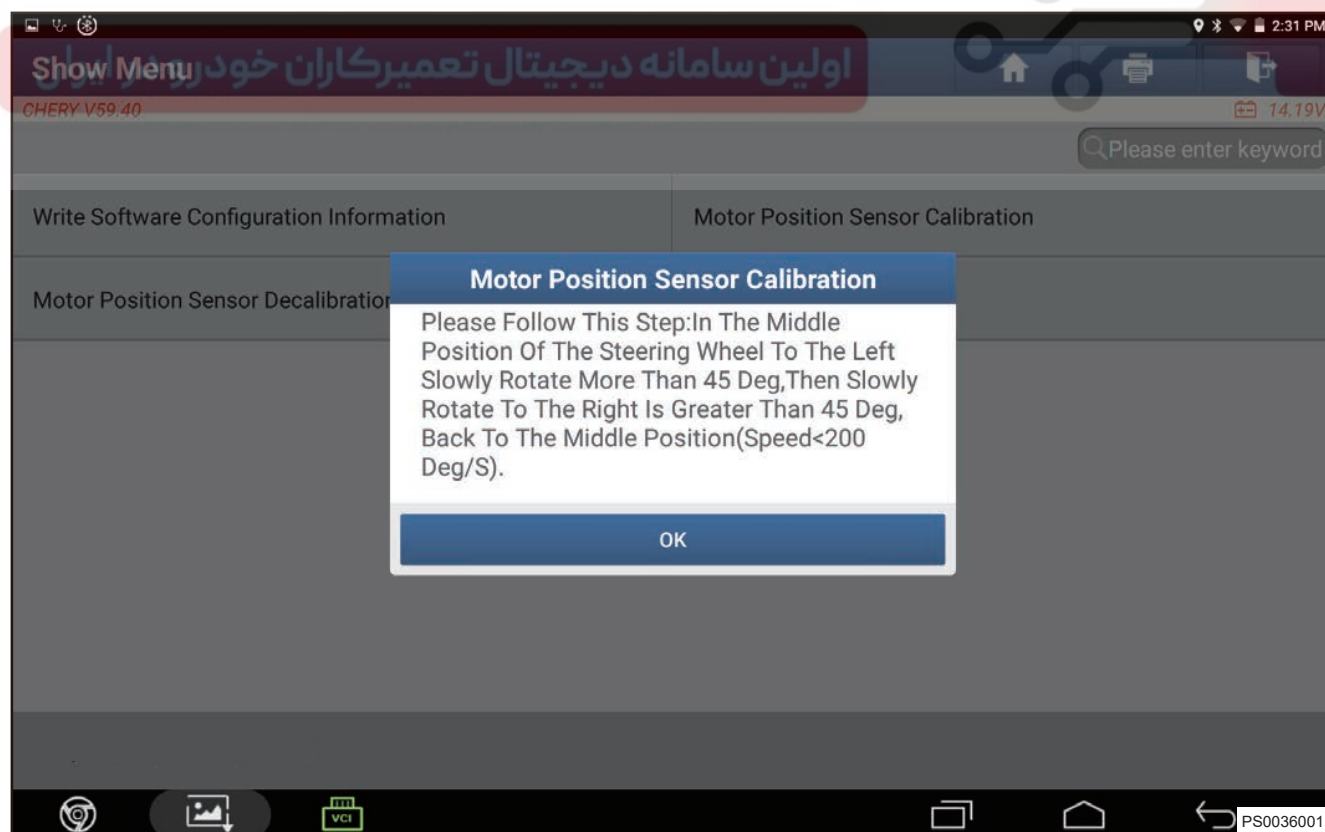 2:31 PM
Show Menu
اولین سامانه دیجیتال تعمیرکاران خودرو در ایران
CHERY V59.40
14.19V
Please enter keyword
Write Software Configuration Information
Motor Position Sensor Calibration
Motor Position Sensor Decalibration
Motor Position Sensor Calibration
Please Follow This Step:In The Middle
Position Of The Steering Wheel To The Left
Slowly Rotate More Than 45 Deg,Then Slowly
Rotate To The Right Is Greater Than 45 Deg,
Back To The Middle Position(Speed<200
Deg/S).
OK
VCI
PS0036001